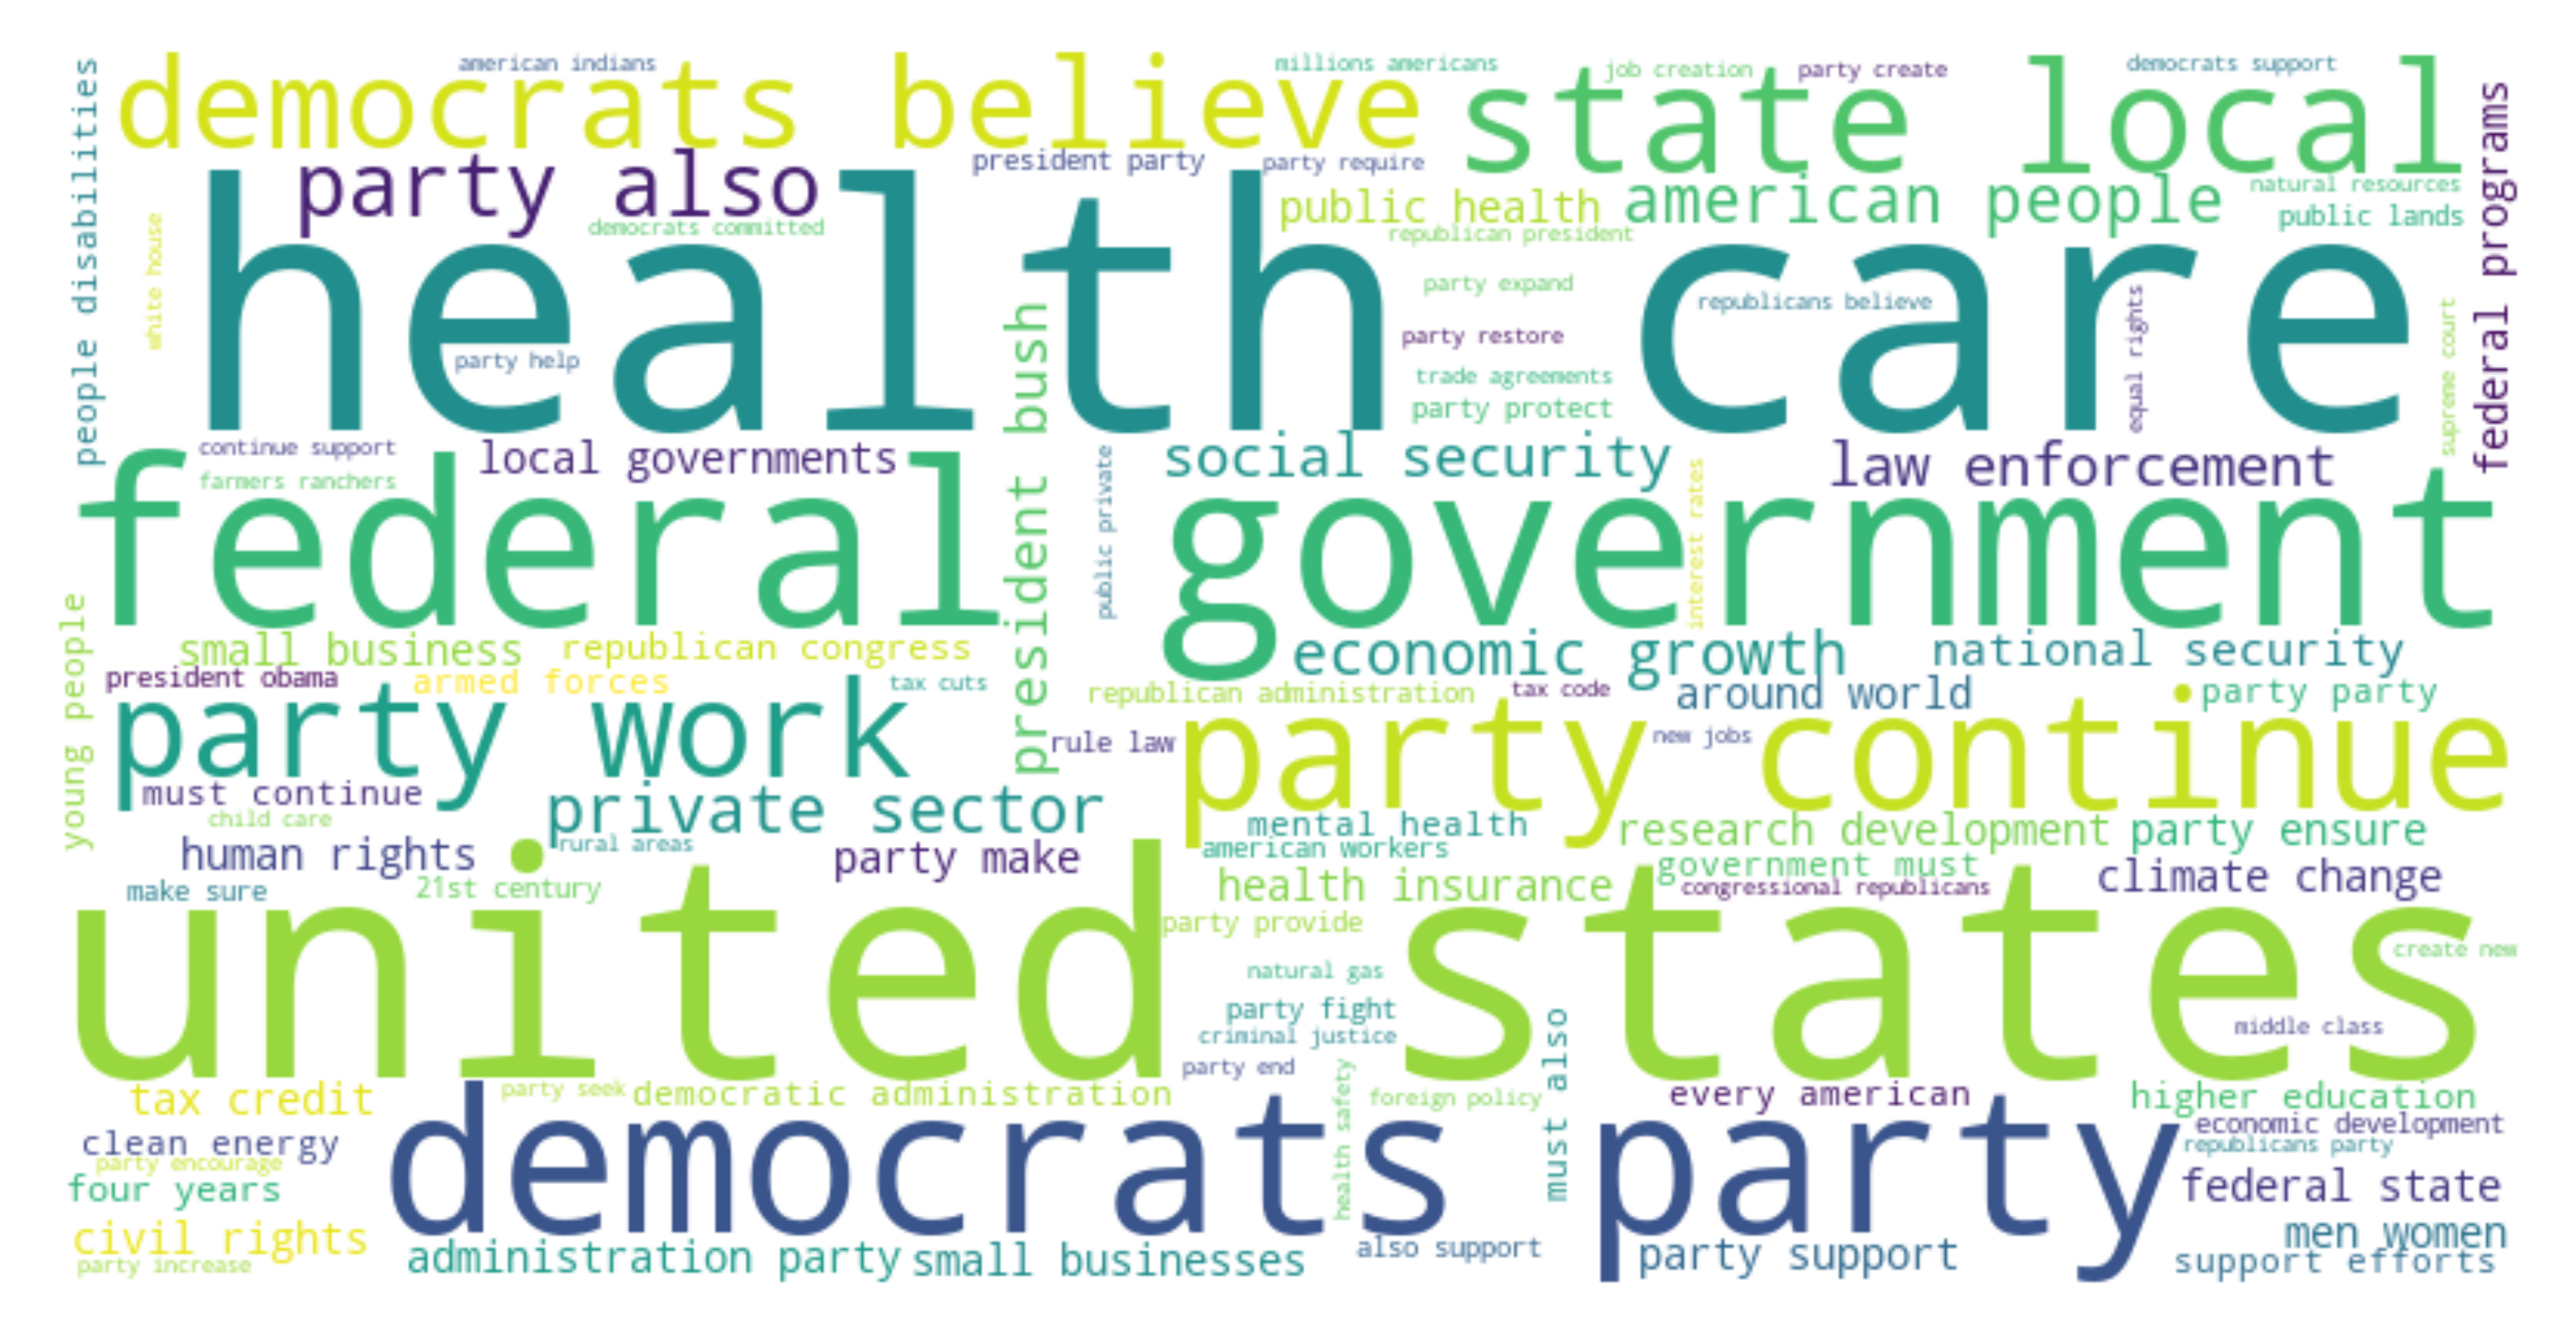 american indians
millions americans
job creation
party create
democrats support
democrats believe
state local
people disabilities
federal programs
party also
president party
party require
public health
american people
natural resources
public lands
democrats committed
republican president
white house
health care
party expand
republicans believe
equal rights
supreme court
president bush
party restore
party help
trade agreements
party protect
continue support
local governments
social security
law enforcement
farmers ranchers
public private
interest rates
federal government
young people
small business
republican congress
economic growth
national security
president obama
armed forces
tax cuts
republican administration
tax code
around world
party party
party work
rule law
party continue
new jobs
must continue
private sector
child care
mental health
research development
party ensure
human rights
rural areas
party make
american workers
government must
climate change
make sure
21st century
health insurance
congressional republicans
party provide
united states
create new
natural gas
party fight
must also
middle class
criminal justice
party end
health safety
tax credit
party seek
democratic administration
foreign policy
every american
higher education
clean energy
democrats party
economic development
republicans party
party encourage
four years
federal state
civil rights
men women
administration party
small businesses
also support
party support
support efforts
party increase